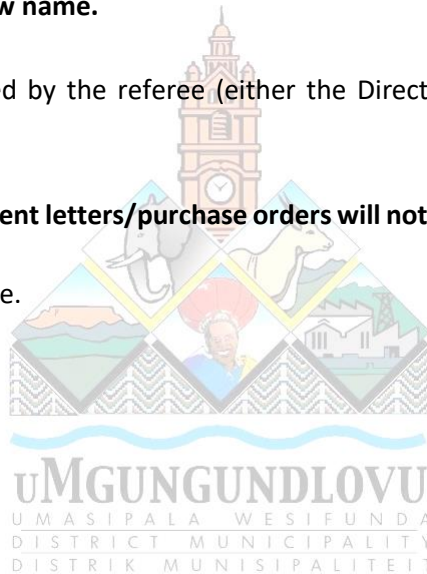 w name.
ed by the referee (either the Direct
ent letters/purchase orders will not
e.
uMGUNGUNDLOVU
UMASIPALA WESIFUNDA
DISTRICT MUNICIPALITY
DISTRIK MUNISIPALITEIT